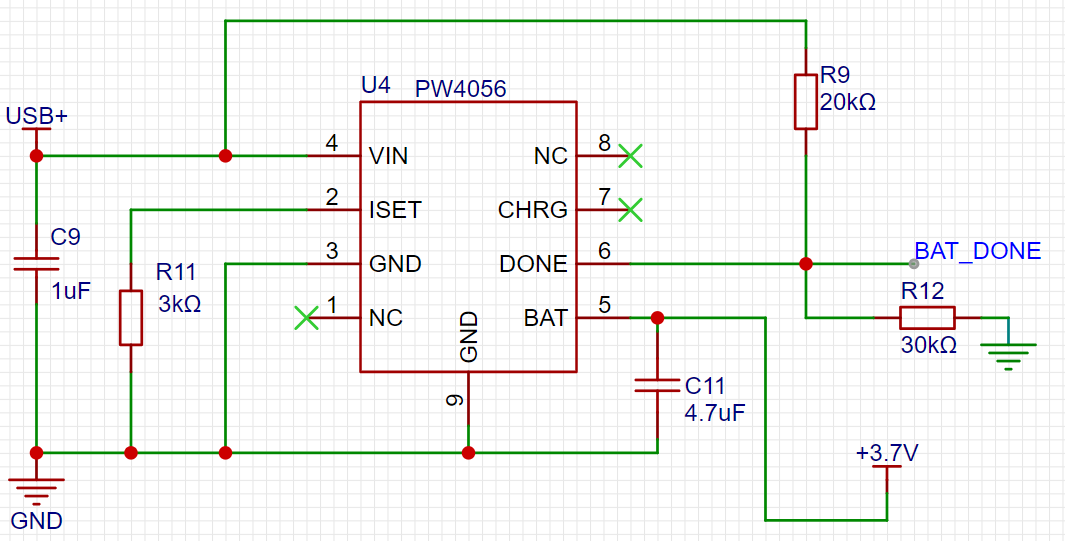 U4 PW4056
R9
20kΩ
USB+
4 VIN
NC 8
2 ISET
CHRG 7
C9
1uF
R11
3kΩ
3 GND
DONE 6
BAT_DONE
1 NC
GND
BAT 5
R12
30kΩ
9
C11
4.7uF
+3.7V
GND